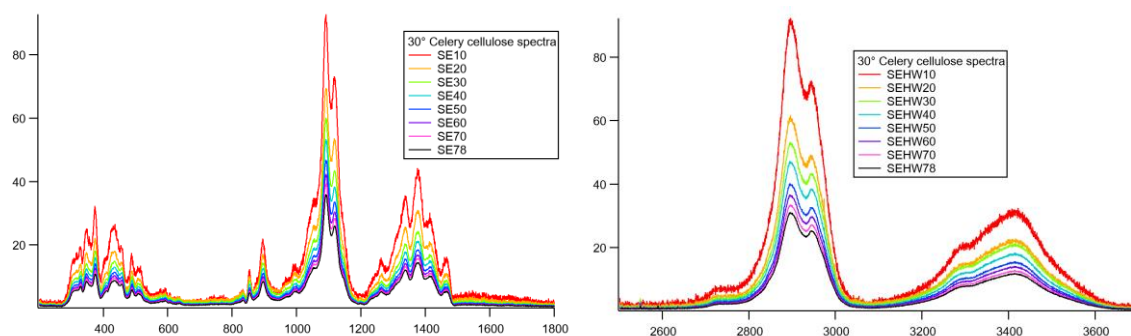 80
60
40
20
400
600
800
1000
1200
1400
1600
1800
30° Celery cellulose spectra
SE10
SE20
SE30
SE40
SE50
SE60
SE70
SE78
80
60
40
20
2600
2800
3000
3200
3400
3600
30° Celery cellulose spectra
SEHW10
SEHW20
SEHW30
SEHW40
SEHW50
SEHW60
SEHW70
SEHW78